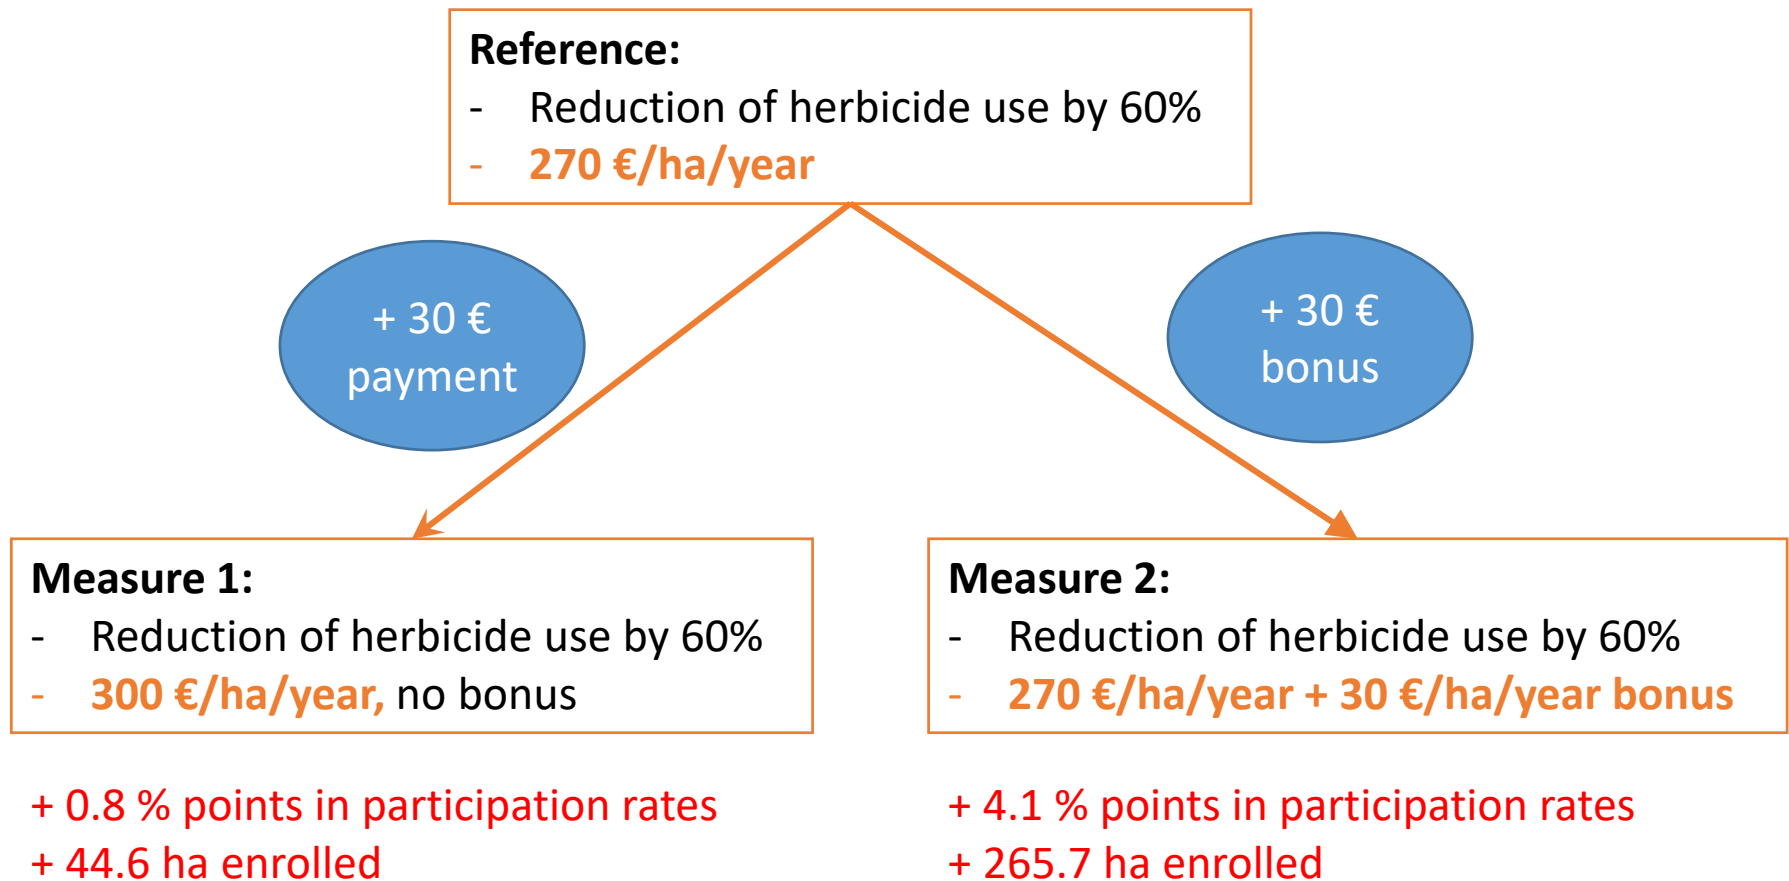 Reference:
- Reduction of herbicide use by 60%
- 270 €/ha/year
+ 30 €
payment
+ 30 €
bonus
Measure 1:
- Reduction of herbicide use by 60%
- 300 €/ha/year, no bonus
+ 0.8 % points in participation rates
+ 44.6 ha enrolled
Measure 2:
- Reduction of herbicide use by 60%
- 270 €/ha/year + 30 €/ha/year bonus
+ 4.1 % points in participation rates
+ 265.7 ha enrolled